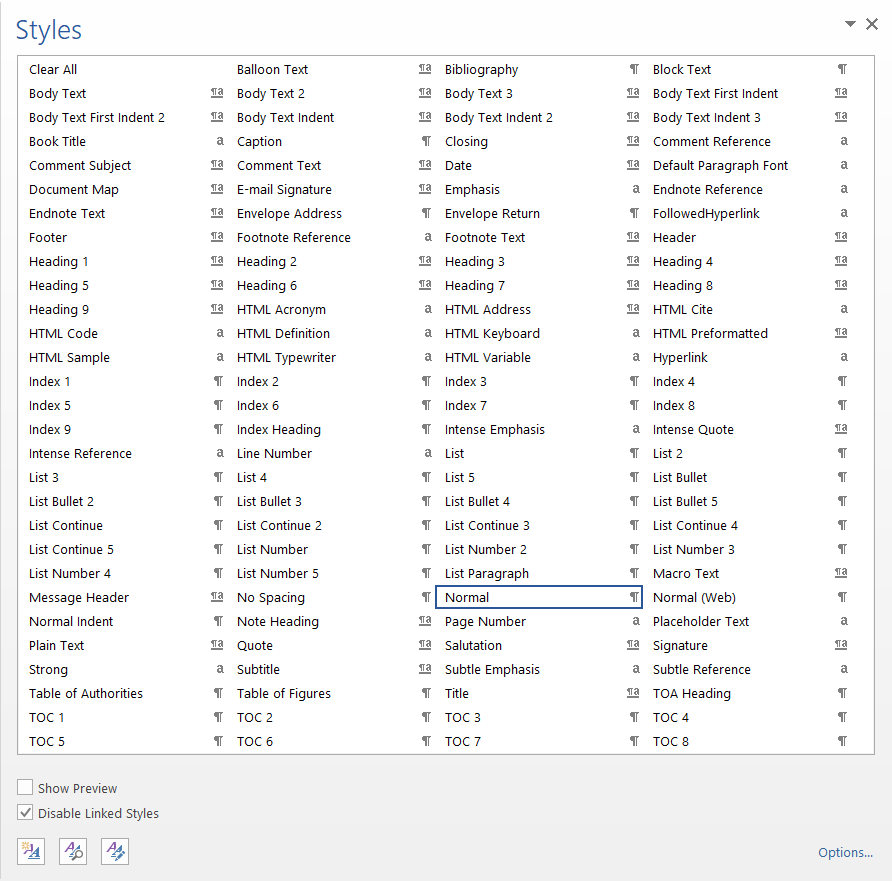 Styles
Clear All Balloon Text ¶a Bibliography ¶ Block Text ¶
Body Text ¶a Body Text 2 ¶a Body Text 3 ¶a Body Text First Indent ¶a
Body Text First Indent 2 ¶a Body Text Indent ¶a Body Text Indent 2 ¶a Body Text Indent 3 ¶a
Book Title a Caption ¶ Closing ¶a Comment Reference a
Comment Subject ¶a Comment Text ¶a Date ¶a Default Paragraph Font a
Document Map ¶a E-mail Signature ¶a Emphasis a Endnote Reference a
Endnote Text ¶a Envelope Address ¶ Envelope Return ¶ FollowedHyperlink a
Footer ¶a Footnote Reference a Footnote Text ¶a Header ¶a
Heading 1 ¶a Heading 2 ¶a Heading 3 ¶a Heading 4 ¶a
Heading 5 ¶a Heading 6 ¶a Heading 7 ¶a Heading 8 ¶a
Heading 9 ¶a HTML Acronym a HTML Address ¶a HTML Cite a
HTML Code a HTML Definition a HTML Keyboard a HTML Preformatted ¶a
HTML Sample a HTML Typewriter a HTML Variable a Hyperlink a
Index 1 ¶ Index 2 ¶ Index 3 ¶ Index 4 ¶
Index 5 ¶ Index 6 ¶ Index 7 ¶ Index 8 ¶
Index 9 ¶ Index Heading ¶ Intense Emphasis a Intense Quote ¶a
Intense Reference a Line Number a List ¶ List 2 ¶
List 3 ¶ List 4 ¶ List 5 ¶ List Bullet ¶
List Bullet 2 ¶ List Bullet 3 ¶ List Bullet 4 ¶ List Bullet 5 ¶
List Continue ¶ List Continue 2 ¶ List Continue 3 ¶ List Continue 4 ¶
List Continue 5 ¶ List Number ¶ List Number 2 ¶ List Number 3 ¶
List Number 4 ¶ List Number 5 ¶ List Paragraph ¶ Macro Text ¶a
Message Header ¶a No Spacing ¶ Normal ¶ Normal (Web) ¶
Normal Indent ¶ Note Heading ¶a Page Number a Placeholder Text a
Plain Text ¶a Quote ¶a Salutation ¶a Signature ¶a
Strong a Subtitle ¶a Subtle Emphasis a Subtle Reference a
Table of Authorities ¶ Table of Figures ¶ Title ¶a TOA Heading ¶
TOC 1 ¶ TOC 2 ¶ TOC 3 ¶ TOC 4 ¶
TOC 5 ¶ TOC 6 ¶ TOC 7 ¶ TOC 8 ¶
Show Preview
Disable Linked Styles
Options...